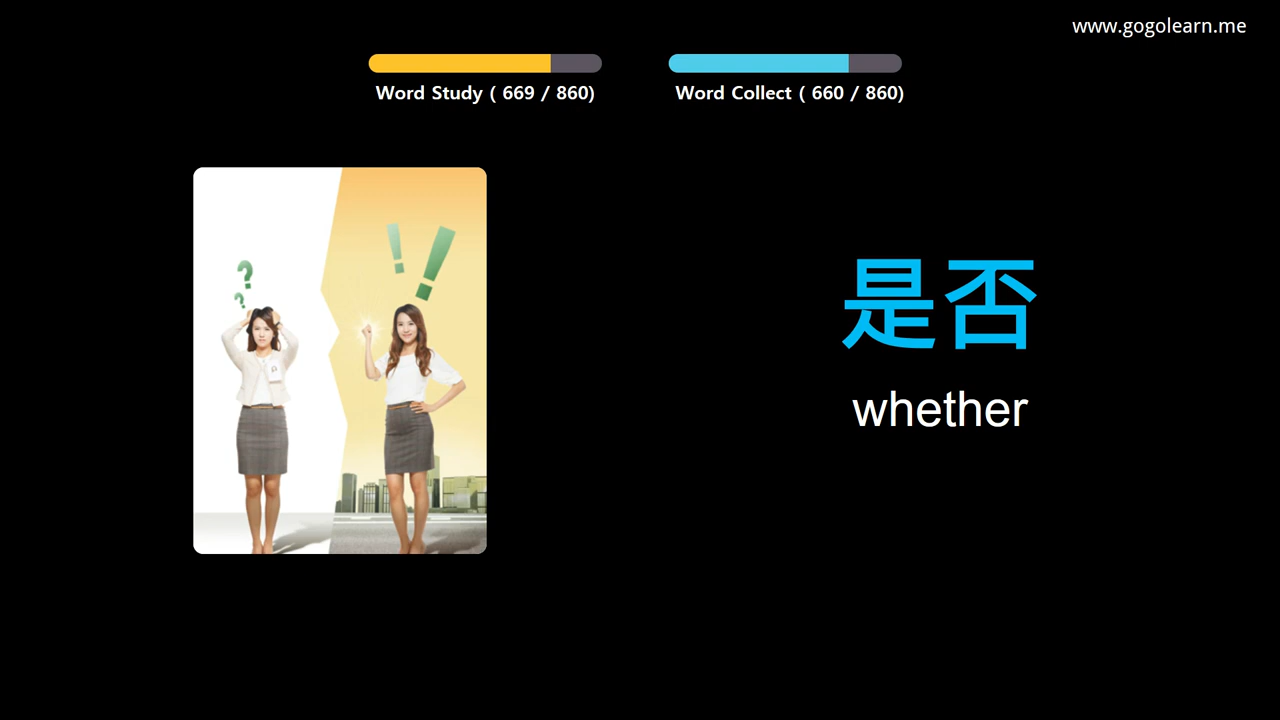 www.gogolearn.me
Word Study ( 669 / 860)
Word Collect ( 660 / 860)
? ?
! !
是否
whether